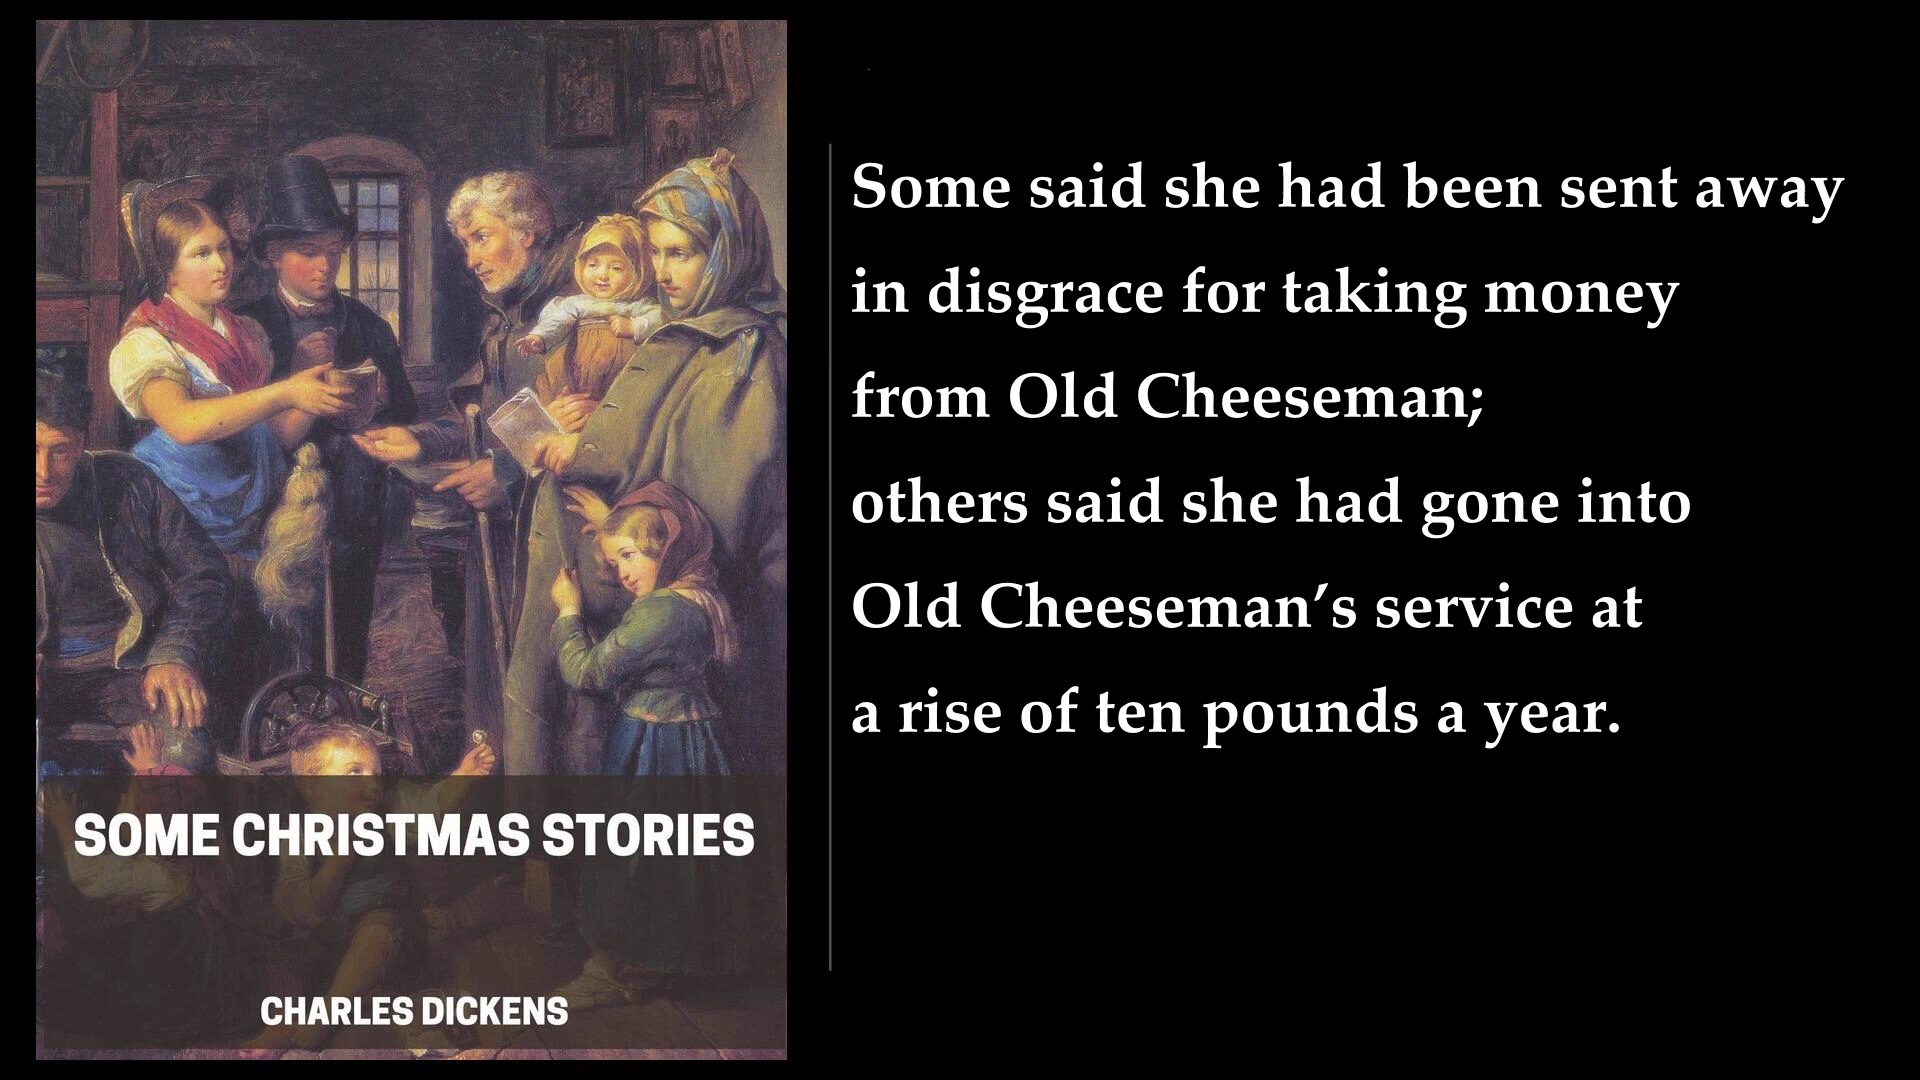 SOME CHRISTMAS STORIES
CHARLES DICKENS
Some said she had been sent away
in disgrace for taking money
from Old Cheeseman;
others said she had gone into
Old Cheeseman’s service at
a rise of ten pounds a year.